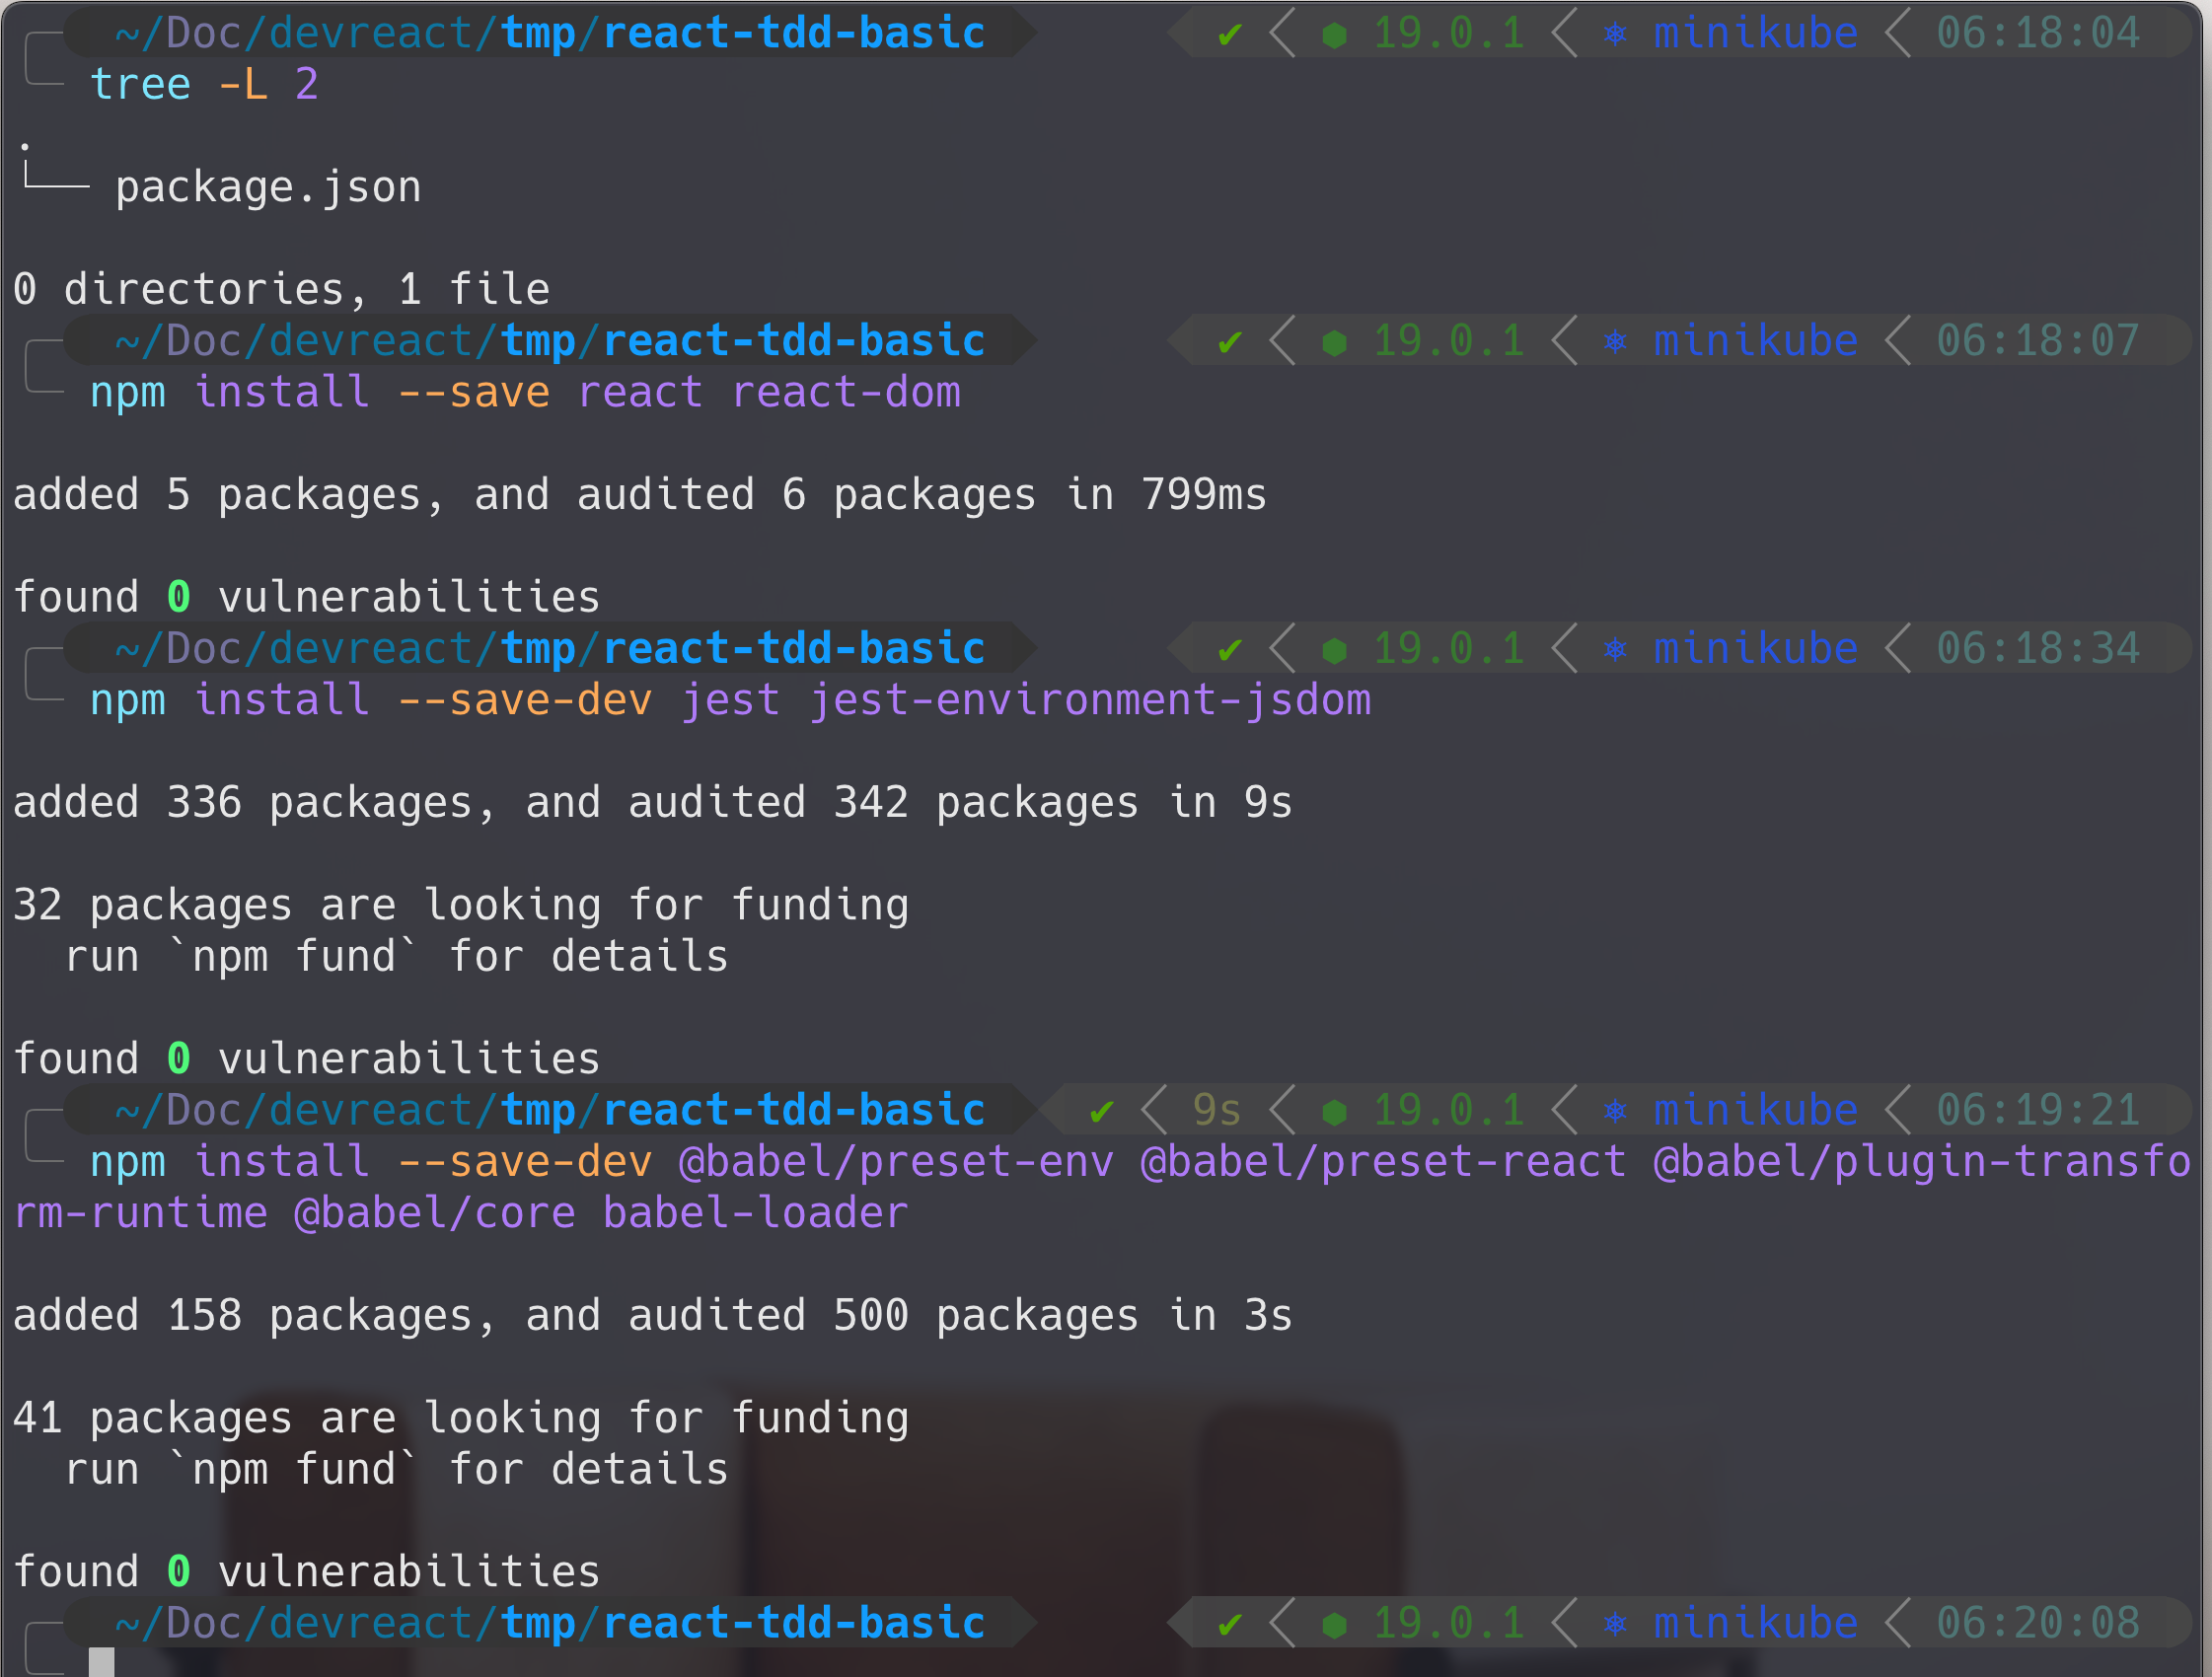 ~/Doc/devreact/tmp/react-tdd-basic ✔ 19.0.1 minikube 06:18:04
tree -L 2
.
└── package.json
0 directories, 1 file
~/Doc/devreact/tmp/react-tdd-basic ✔ 19.0.1 minikube 06:18:07
npm install --save react react-dom
added 5 packages, and audited 6 packages in 799ms
found 0 vulnerabilities
~/Doc/devreact/tmp/react-tdd-basic ✔ 19.0.1 minikube 06:18:34
npm install --save-dev jest jest-environment-jsdom
added 336 packages, and audited 342 packages in 9s
32 packages are looking for funding
  run `npm fund` for details
found 0 vulnerabilities
~/Doc/devreact/tmp/react-tdd-basic ✔ 9s 19.0.1 minikube 06:19:21
npm install --save-dev @babel/preset-env @babel/preset-react @babel/plugin-transfo
rm-runtime @babel/core babel-loader
added 158 packages, and audited 500 packages in 3s
41 packages are looking for funding
  run `npm fund` for details
found 0 vulnerabilities
~/Doc/devreact/tmp/react-tdd-basic ✔ 19.0.1 minikube 06:20:08